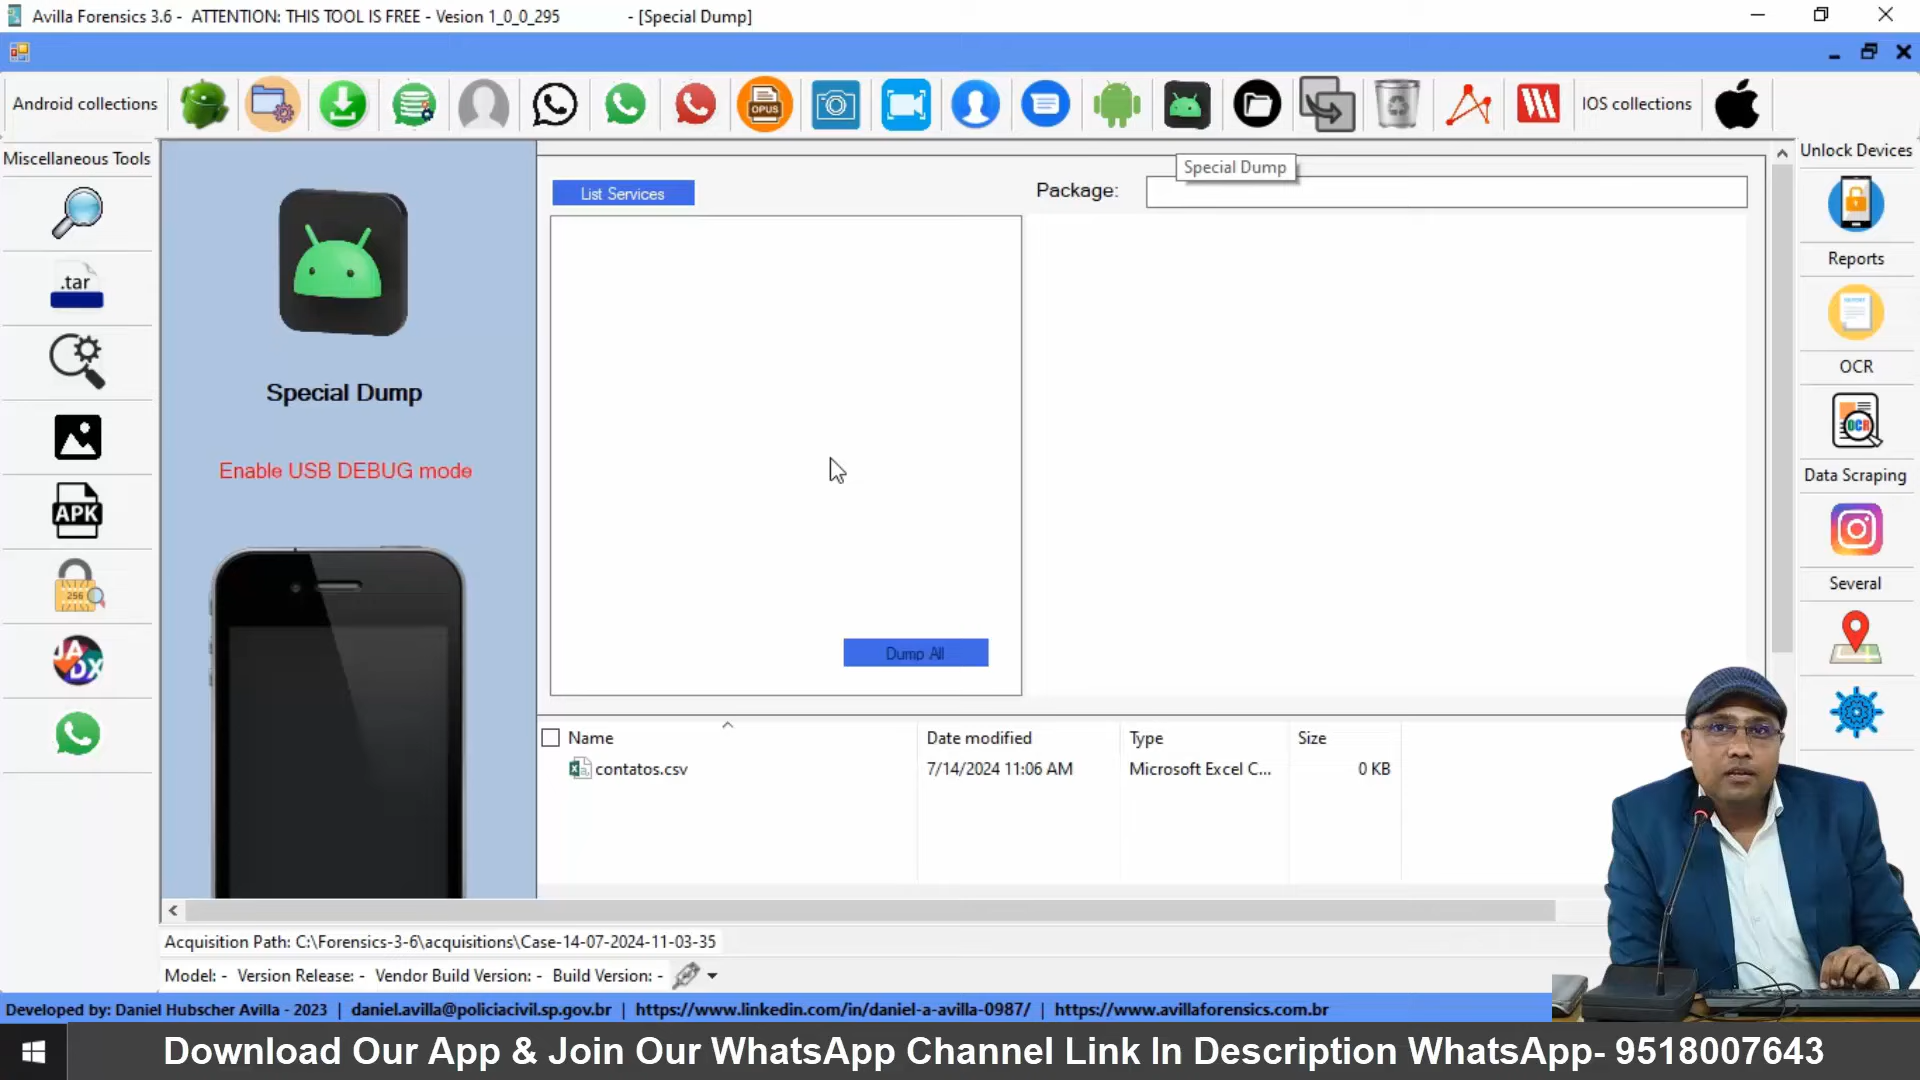 Avilla Forensics 3.6 - ATTENTION: THIS TOOL IS FREE - Vesion 1_0_0_295 - [Special Dump]
Android collections
OPUS
IOS collections
Miscellaneous Tools
Special Dump
Unlock Devices
List Services
Package:
.tar
Reports
REPORT
OCR
Special Dump
OCR
Enable USB DEBUG mode
Data Scraping
APK
Several
256
JA
DX
Dump All
Name
Date modified
Type
Size
contatos.csv
7/14/2024 11:06 AM
Microsoft Excel C...
0 KB
Acquisition Path: C:\Forensics-3-6\acquisitions\Case-14-07-2024-11-03-35
Model: - Version Release: - Vendor Build Version: - Build Version: -
Developed by: Daniel Hubscher Avilla - 2023 | daniel.avilla@policiacivil.sp.gov.br | https://www.linkedin.com/in/daniel-a-avilla-0987/ | https://www.avillaforensics.com.br
Download Our App & Join Our WhatsApp Channel Link In Description WhatsApp- 9518007643